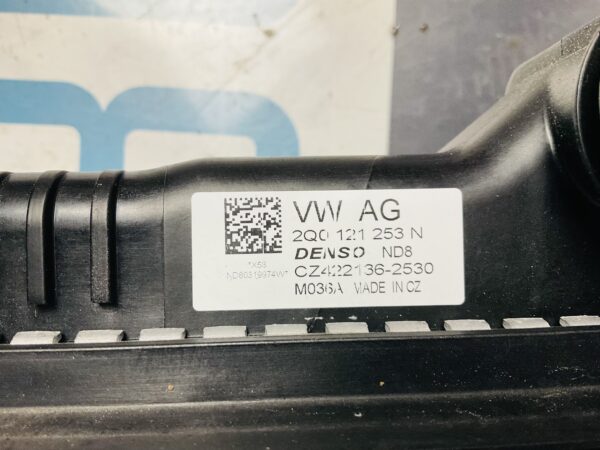 VW AG
2Q0 121 253 N
DENSO ND8
CZ422136-2530
M036A MADE IN CZ